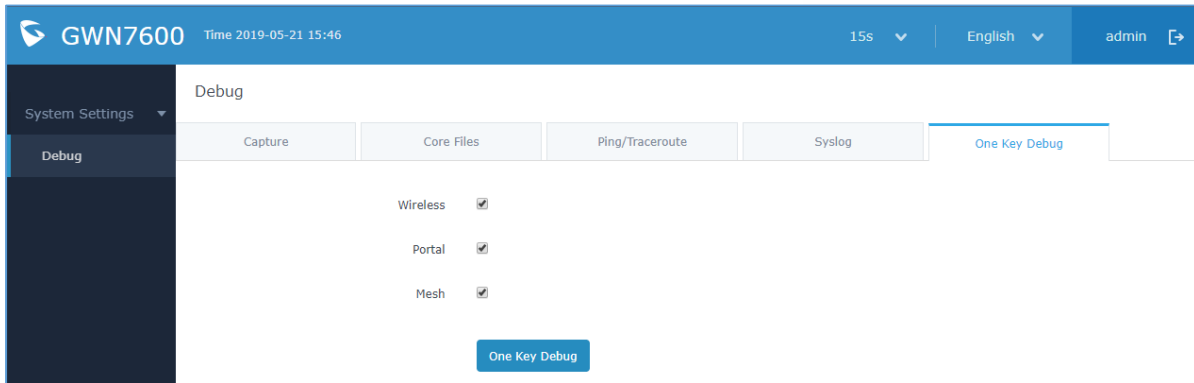 GWN7600 Time 2019-05-21 15:46 15s English admin
Debug
System Settings
Debug
Capture Core Files Ping/Traceroute Syslog One Key Debug
Wireless
Portal
Mesh
One Key Debug